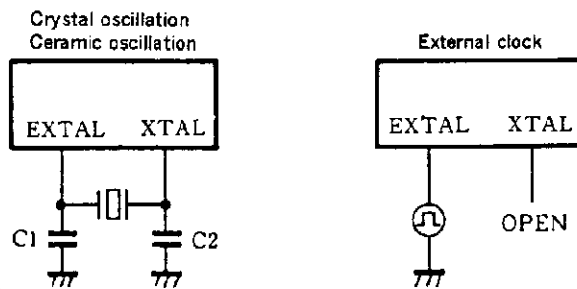 Crystal oscillation
Ceramic oscillation
EXTAL XTAL
C1 C2
External clock
EXTAL XTAL
OPEN